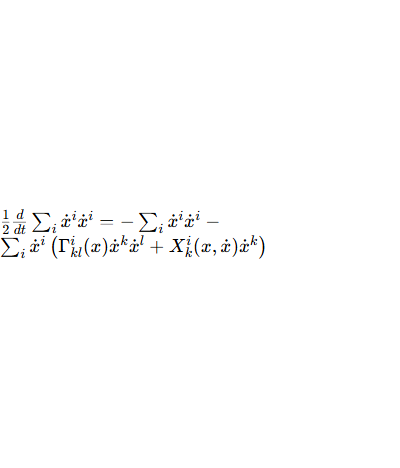 ½ d/dt ∑ᵢ ẋⁱẋⁱ = − ∑ᵢ ẋⁱẋⁱ −
∑ᵢ ẋⁱ (Γⁱₖₗ(x)ẋᵏẋˡ + Xⁱₖ(x, ẋ)ẋᵏ)